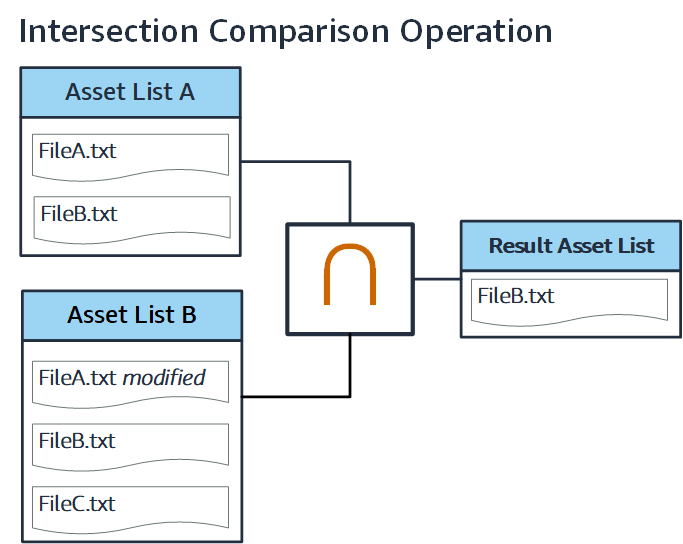 Intersection Comparison Operation
Asset List A
FileA.txt
FileB.txt
Asset List B
FileA.txt modified
FileB.txt
FileC.txt
∩
Result Asset List
FileB.txt